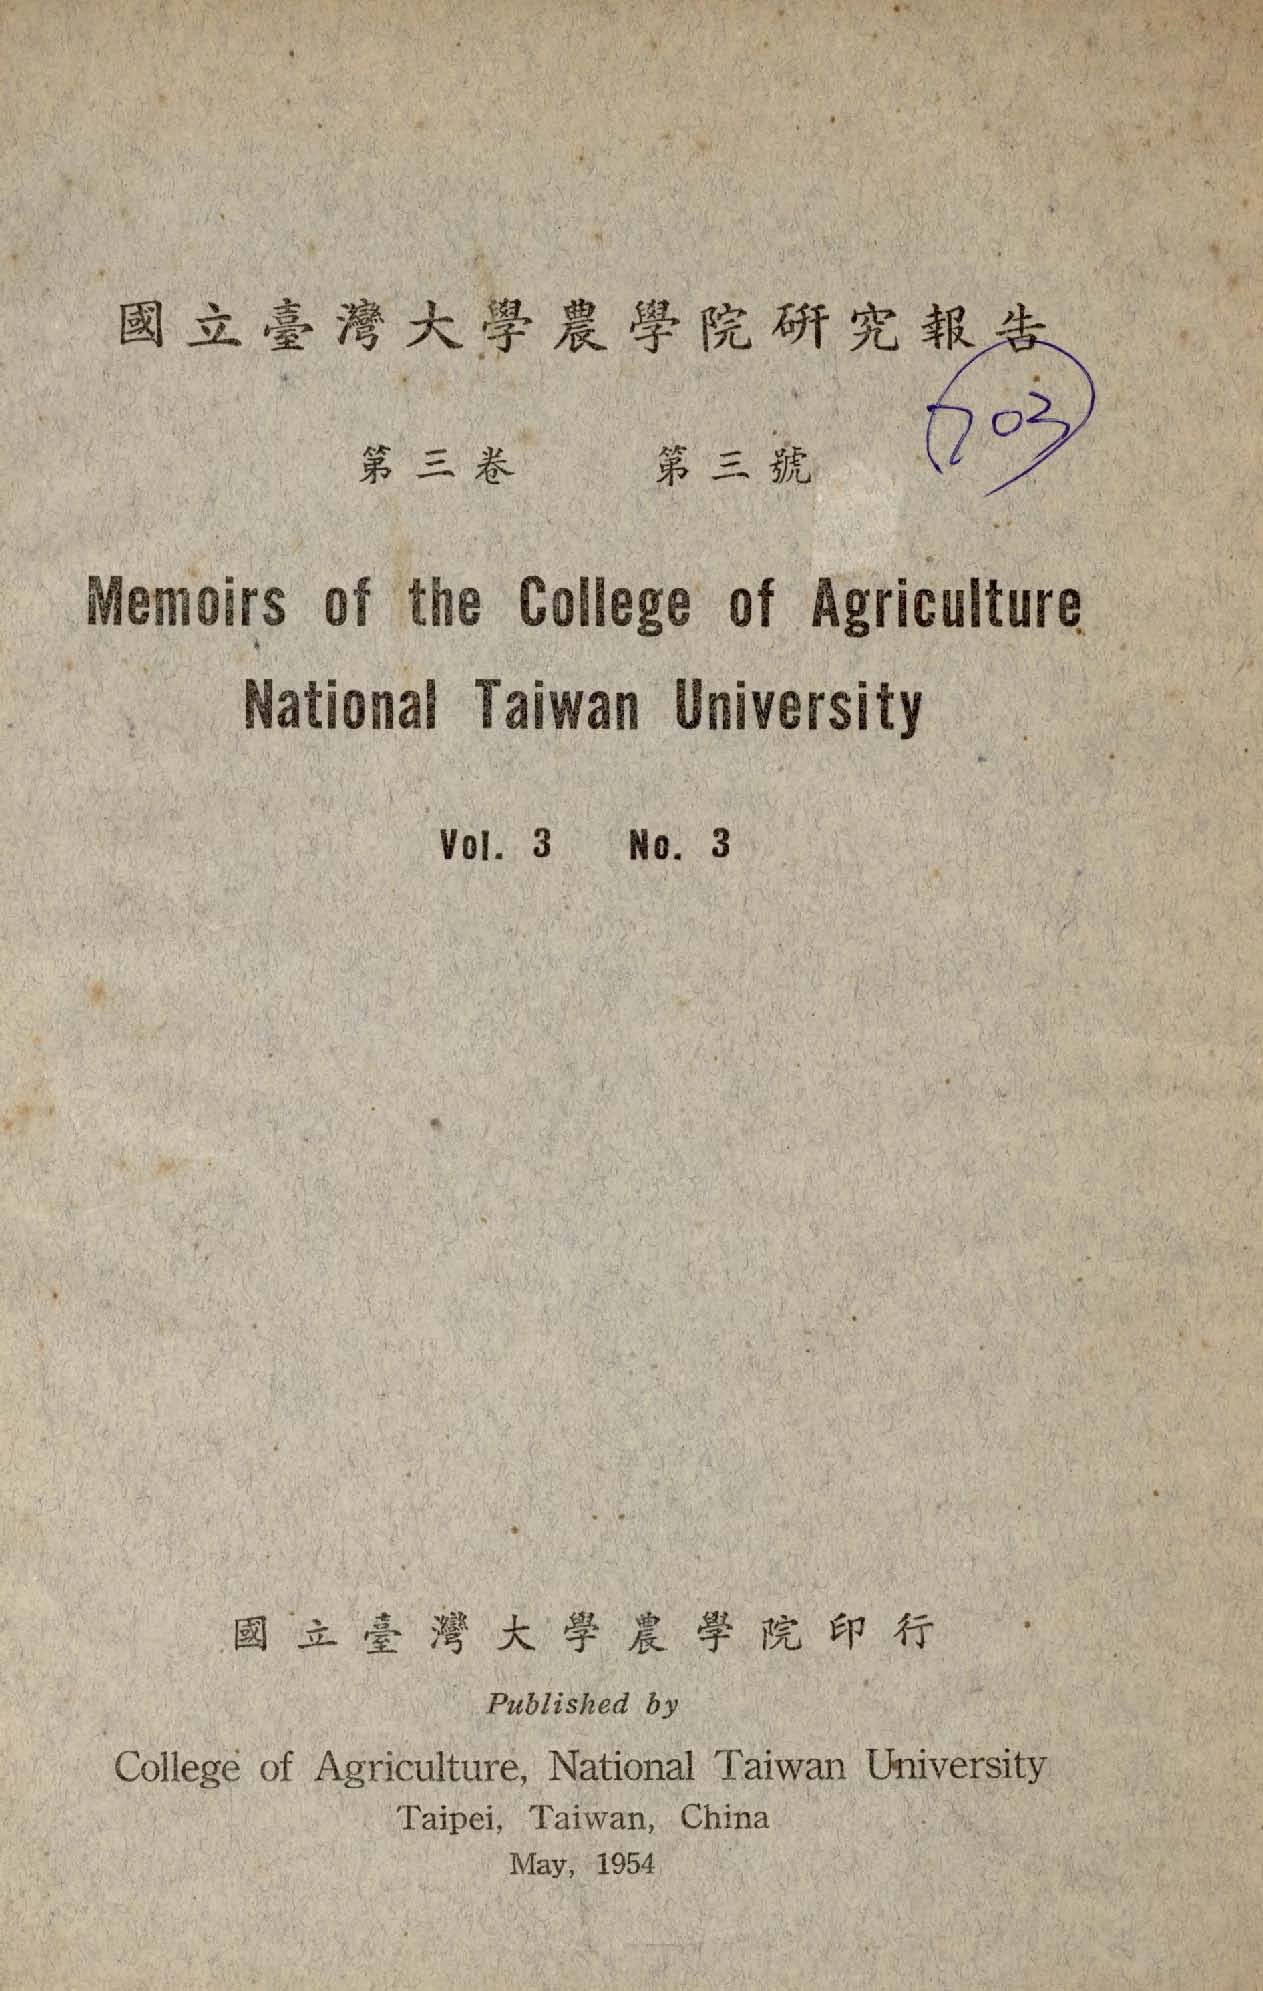 國立臺灣大學農學院研究報告
703
第三卷 第三號
Memoirs of the College of Agriculture
National Taiwan University
Vol. 3 No. 3
國立臺灣大學農學院印行
Published by
College of Agriculture, National Taiwan University
Taipei, Taiwan, China
May, 1954